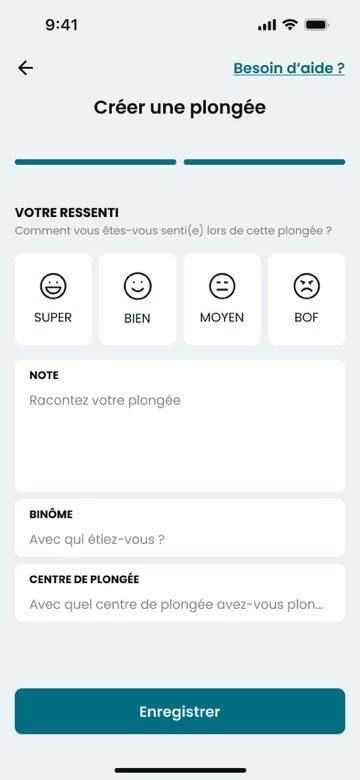 9:41
Besoin d’aide ?
Créer une plongée
VOTRE RESSENTI
Comment vous êtes-vous senti(e) lors de cette plongée ?
SUPER
BIEN
MOYEN
BOF
NOTE
Racontez votre plongée
BINÔME
Avec qui étiez-vous ?
CENTRE DE PLONGÉE
Avec quel centre de plongée avez-vous plon...
Enregistrer